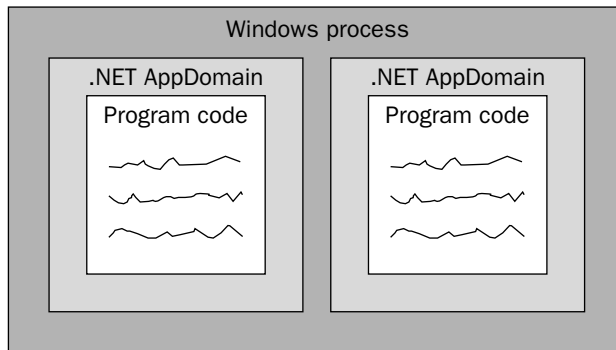 Windows process
.NET AppDomain
Program code
.NET AppDomain
Program code